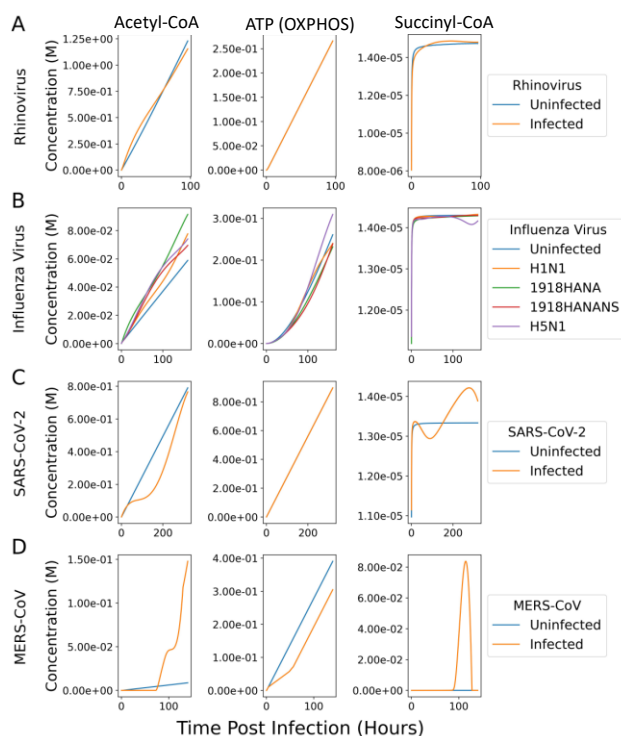 A Acetyl-CoA ATP (OXPHOS) Succinyl-CoA
Rhinovirus
Concentration (M)
1.25e+00
1.00e+00
7.50e-01
5.00e-01
2.50e-01
0.00e+00
0 100
2.50e-01
2.00e-01
1.50e-01
1.00e-01
5.00e-02
0.00e+00
0 100
1.40e-05
1.20e-05
1.00e-05
8.00e-06
0 100
Rhinovirus
Uninfected
Infected
B
Influenza Virus
Concentration (M)
8.00e-02
6.00e-02
4.00e-02
2.00e-02
0.00e+00
0 100
3.00e-01
2.00e-01
1.00e-01
0.00e+00
0 100
1.40e-05
1.30e-05
1.20e-05
0 100
Influenza Virus
Uninfected
H1N1
1918HANA
1918HANANS
H5N1
C
SARS-CoV-2
Concentration (M)
8.00e-01
6.00e-01
4.00e-01
2.00e-01
0.00e+00
0 200
8.00e-01
6.00e-01
4.00e-01
2.00e-01
0.00e+00
0 200
1.40e-05
1.30e-05
1.20e-05
1.10e-05
0 200
SARS-CoV-2
Uninfected
Infected
D
MERS-CoV
Concentration (M)
1.50e-01
1.00e-01
5.00e-02
0.00e+00
0 100
4.00e-01
3.00e-01
2.00e-01
1.00e-01
0.00e+00
0 100
8.00e-02
6.00e-02
4.00e-02
2.00e-02
0.00e+00
0 100
MERS-CoV
Uninfected
Infected
Time Post Infection (Hours)